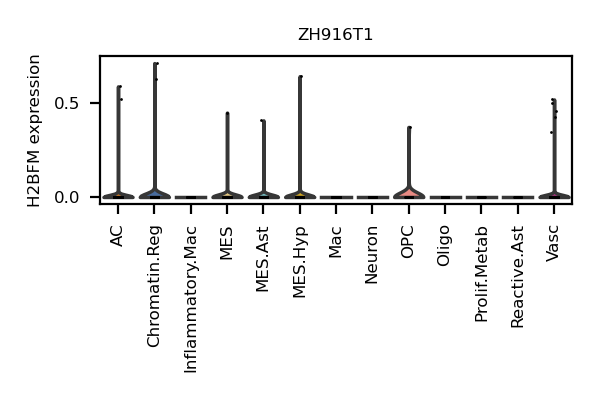 ZH916T1
H2BFM expression
0.5
0.0
AC
Chromatin.Reg
Inflammatory.Mac
MES
MES.Ast
MES.Hyp
Mac
Neuron
OPC
Oligo
Prolif.Metab
Reactive.Ast
Vasc